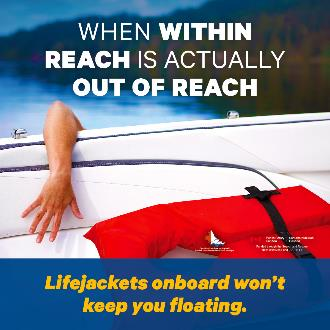 WHEN WITHIN
REACH IS ACTUALLY
OUT OF REACH
Lifejackets onboard won't
keep you floating.